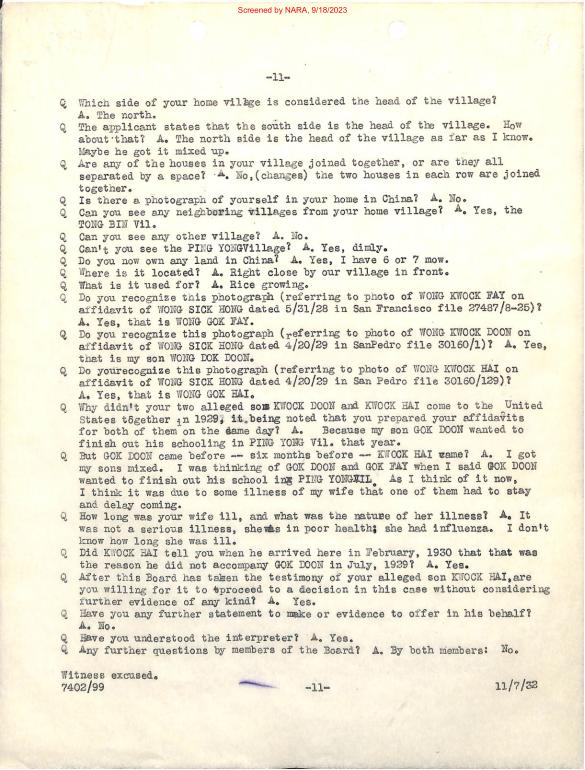 Screened by NARA, 9/18/2023
-11-
Q Which side of your home village is considered the head of the village?
A. The north.
Q The applicant states that the south side is the head of the village. How
about that? A. The north side is the head of the village as far as I know.
Maybe he got it mixed up.
Q Are any of the houses in your village joined together, or are they all
separated by a space? A. No,(changes) the two houses in each row are joined
together.
Q Is there a photograph of yourself in your home in China? A. No.
Q Can you see any neighboring villages from your home village? A. Yes, the
TONG BIN Vil.
Q Can you see any other village? A. No.
Q Can't you see the PING YONGVillage? A. Yes, dimly.
Q Do you now own any land in China? A. Yes, I have 6 or 7 mow.
Q Where is it located? A. Right close by our village in front.
Q What is it used for? A. Rice growing.
Q Do you recognize this photograph (referring to photo of WONG KWOCK FAY on
affidavit of WONG SICK HONG dated 5/31/28 in San Francisco file 27487/8-25)?
A. Yes, that is WONG GOK FAY.
Q Do you recognize this photograph (referring to photo of WONG KWOCK DOON on
affidavit of WONG SICK HONG dated 4/20/29 in SanPedro file 30160/1)? A. Yes,
that is my son WONG DOK DOON.
Q Do yourecognize this photograph (referring to photo of WONG KWOCK HAI on
affidavit of WONG SICK HONG dated 4/20/29 in San Pedro file 30160/129)?
A. Yes, that is WONG GOK HAI.
Q Why didn't your two alleged sons KWOCK DOON and KWOCK HAI come to the United
States together in 1929, it being noted that you prepared your affidavits
for both of them on the same day? A. Because my son GOK DOON wanted to
finish out his schooling in PING YONG Vil. that year.
Q But GOK DOON came before -- six months before -- KWOCK HAI came? A. I got
my sons mixed. I was thinking of GOK DOON and GOK FAY when I said GOK DOON
wanted to finish out his school ing PING YONGVIL. As I think of it now,
I think it was due to some illness of my wife that one of them had to stay
and delay coming.
Q How long was your wife ill, and what was the nature of her illness? A. It
was not a serious illness, shewas in poor health; she had influenza. I don't
know how long she was ill.
Q Did KWOCK HAI tell you when he arrived here in February, 1930 that that was
the reason he did not accompany GOK DOON in July, 1929? A. Yes.
Q After this Board has taken the testimony of your alleged son KWOCK HAI,are
you willing for it to proceed to a decision in this case without considering
further evidence of any kind? A. Yes.
Q Have you any further statement to make or evidence to offer in his behalf?
A. No.
Q Have you understood the interpreter? A. Yes.
Q Any further questions by members of the Board? A. By both members: No.
Witness excused.
7402/99 -11- 11/7/32